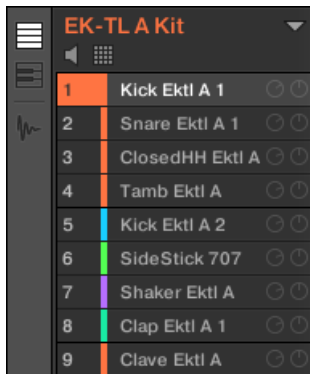 EK-TL A Kit
1 Kick Ektl A 1
2 Snare Ektl A 1
3 ClosedHH Ektl A
4 Tamb Ektl A
5 Kick Ektl A 2
6 SideStick 707
7 Shaker Ektl A
8 Clap Ektl A 1
9 Clave Ektl A